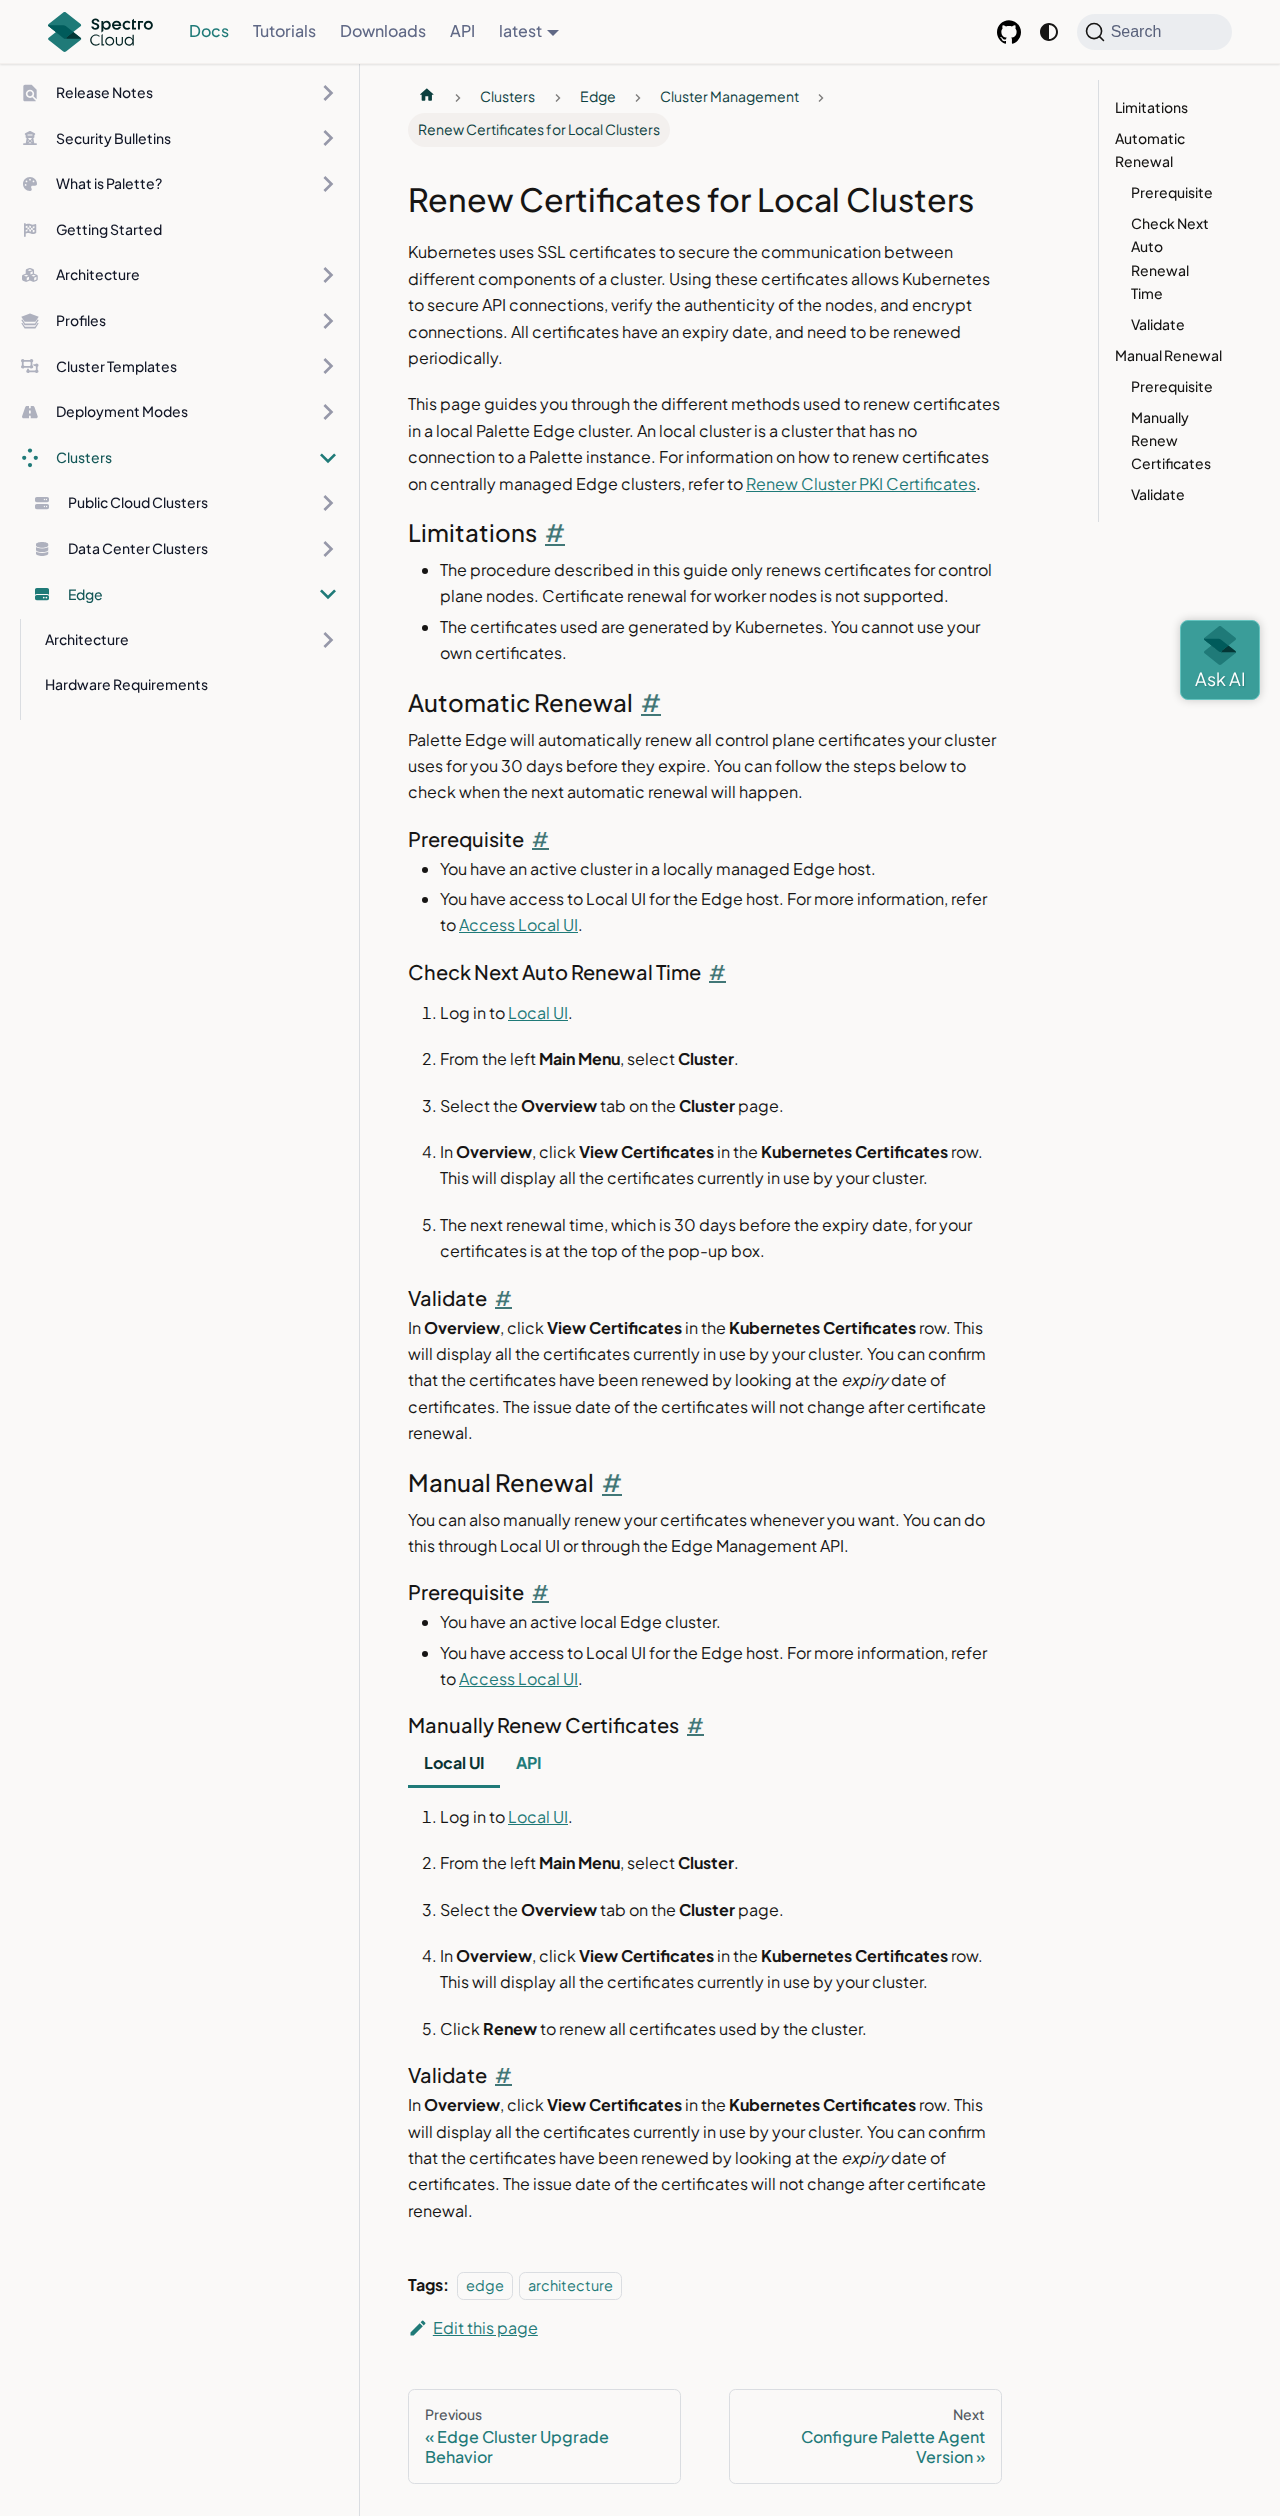 Spectro Cloud
Docs
Tutorials
Downloads
API
latest
Search
Release Notes
Security Bulletins
What is Palette?
Getting Started
Architecture
Profiles
Cluster Templates
Deployment Modes
Clusters
Public Cloud Clusters
Data Center Clusters
Edge
Architecture
Hardware Requirements
Clusters
Edge
Cluster Management
Renew Certificates for Local Clusters
Renew Certificates for Local Clusters
Kubernetes uses SSL certificates to secure the communication between
different components of a cluster. Using these certificates allows Kubernetes
to secure API connections, verify the authenticity of the nodes, and encrypt
connections. All certificates have an expiry date, and need to be renewed
periodically.
This page guides you through the different methods used to renew certificates
in a local Palette Edge cluster. An local cluster is a cluster that has no
connection to a Palette instance. For information on how to renew certificates
on centrally managed Edge clusters, refer to Renew Cluster PKI Certificates.
Limitations #
• The procedure described in this guide only renews certificates for control
plane nodes. Certificate renewal for worker nodes is not supported.
• The certificates used are generated by Kubernetes. You cannot use your
own certificates.
Automatic Renewal #
Palette Edge will automatically renew all control plane certificates your cluster
uses for you 30 days before they expire. You can follow the steps below to
check when the next automatic renewal will happen.
Prerequisite #
• You have an active cluster in a locally managed Edge host.
• You have access to Local UI for the Edge host. For more information, refer
to Access Local UI.
Check Next Auto Renewal Time #
1. Log in to Local UI.
2. From the left Main Menu, select Cluster.
3. Select the Overview tab on the Cluster page.
4. In Overview, click View Certificates in the Kubernetes Certificates row.
This will display all the certificates currently in use by your cluster.
5. The next renewal time, which is 30 days before the expiry date, for your
certificates is at the top of the pop-up box.
Validate #
In Overview, click View Certificates in the Kubernetes Certificates row. This
will display all the certificates currently in use by your cluster. You can confirm
that the certificates have been renewed by looking at the expiry date of
certificates. The issue date of the certificates will not change after certificate
renewal.
Manual Renewal #
You can also manually renew your certificates whenever you want. You can do
this through Local UI or through the Edge Management API.
Prerequisite #
• You have an active local Edge cluster.
• You have access to Local UI for the Edge host. For more information, refer
to Access Local UI.
Manually Renew Certificates #
Local UI
API
1. Log in to Local UI.
2. From the left Main Menu, select Cluster.
3. Select the Overview tab on the Cluster page.
4. In Overview, click View Certificates in the Kubernetes Certificates row.
This will display all the certificates currently in use by your cluster.
5. Click Renew to renew all certificates used by the cluster.
Validate #
In Overview, click View Certificates in the Kubernetes Certificates row. This
will display all the certificates currently in use by your cluster. You can confirm
that the certificates have been renewed by looking at the expiry date of
certificates. The issue date of the certificates will not change after certificate
renewal.
Tags: edge architecture
Edit this page
Previous
« Edge Cluster Upgrade
Behavior
Next
Configure Palette Agent
Version »
Limitations
Automatic
Renewal
Prerequisite
Check Next
Auto
Renewal
Time
Validate
Manual Renewal
Prerequisite
Manually
Renew
Certificates
Validate
Ask AI